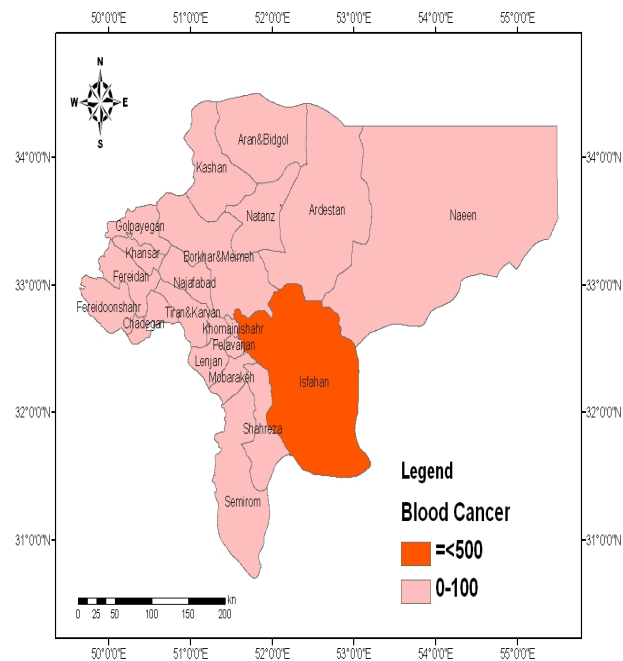 50°0'0"E 51°0'0"E 52°0'0"E 53°0'0"E 54°0'0"E 55°0'0"E
N
W E
S
34°0'0"N 34°0'0"N
33°0'0"N 33°0'0"N
32°0'0"N 32°0'0"N
31°0'0"N 31°0'0"N
Aran&Bidgol
Kashan
Natanz
Ardestan
Naeen
Golpayegan
Khansar
Borkhar&Meimeh
Fereidan
Najafabad
Fereidoonshahr
Tiran&Karvan
Chadegan
Khomainishahr
Felavarjan
Lenjan
Mobarakeh
Isfahan
Shahreza
Semirom
Legend
Blood Cancer
=<500
0-100
km
0 25 50 100 150 200
50°0'0"E 51°0'0"E 52°0'0"E 53°0'0"E 54°0'0"E 55°0'0"E